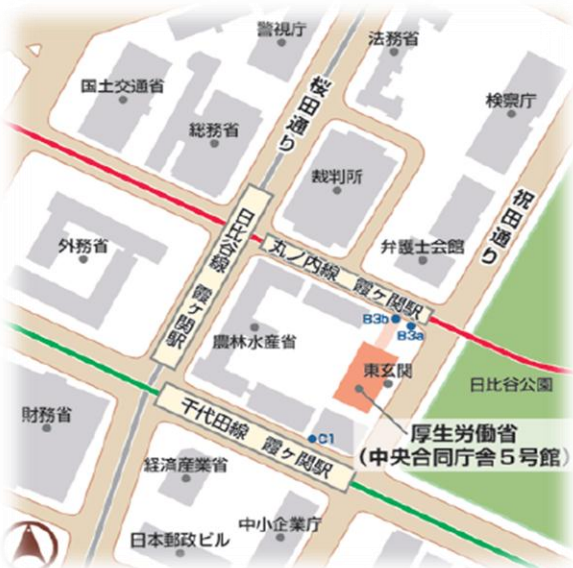 警視庁
法務省
国土交通省
桜田通り
検察庁
総務省
裁判所
祝田通り
日比谷線 霞ヶ関駅
外務省
丸ノ内線 霞ヶ関駅
弁護士会館
B3b
B3a
農林水産省
東玄関
日比谷公園
千代田線 霞ヶ関駅
財務省
C1
厚生労働省
(中央合同庁舎5号館)
経済産業省
中小企業庁
日本郵政ビル